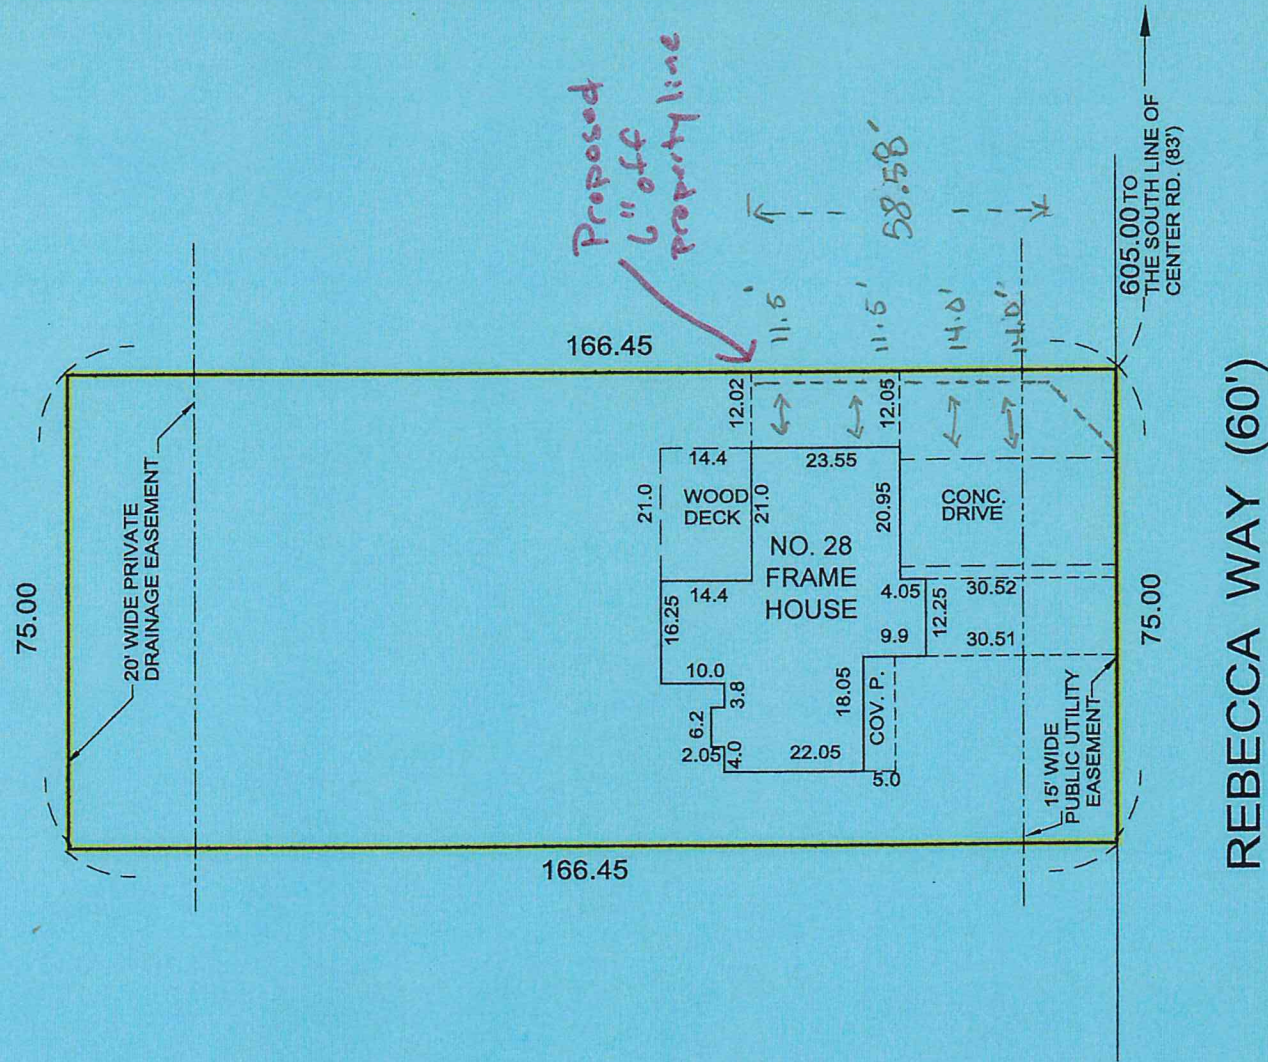 Proposed
6" off
property line
58.58'
11.5'
11.5'
14.0'
14.0"
605.00 TO
THE SOUTH LINE OF
CENTER RD. (83')
166.45
75.00
20' WIDE PRIVATE
DRAINAGE EASEMENT
12.02
12.05
14.4
23.55
21.0
WOOD
DECK
21.0
20.95
CONC.
DRIVE
NO. 28
FRAME
HOUSE
16.25
14.4
4.05
30.52
12.25
9.9
30.51
10.0
3.8
6.2
2.05
4.0
18.05
22.05
COV. P.
5.0
15' WIDE
PUBLIC UTILITY
EASEMENT
75.00
166.45
REBECCA WAY (60')